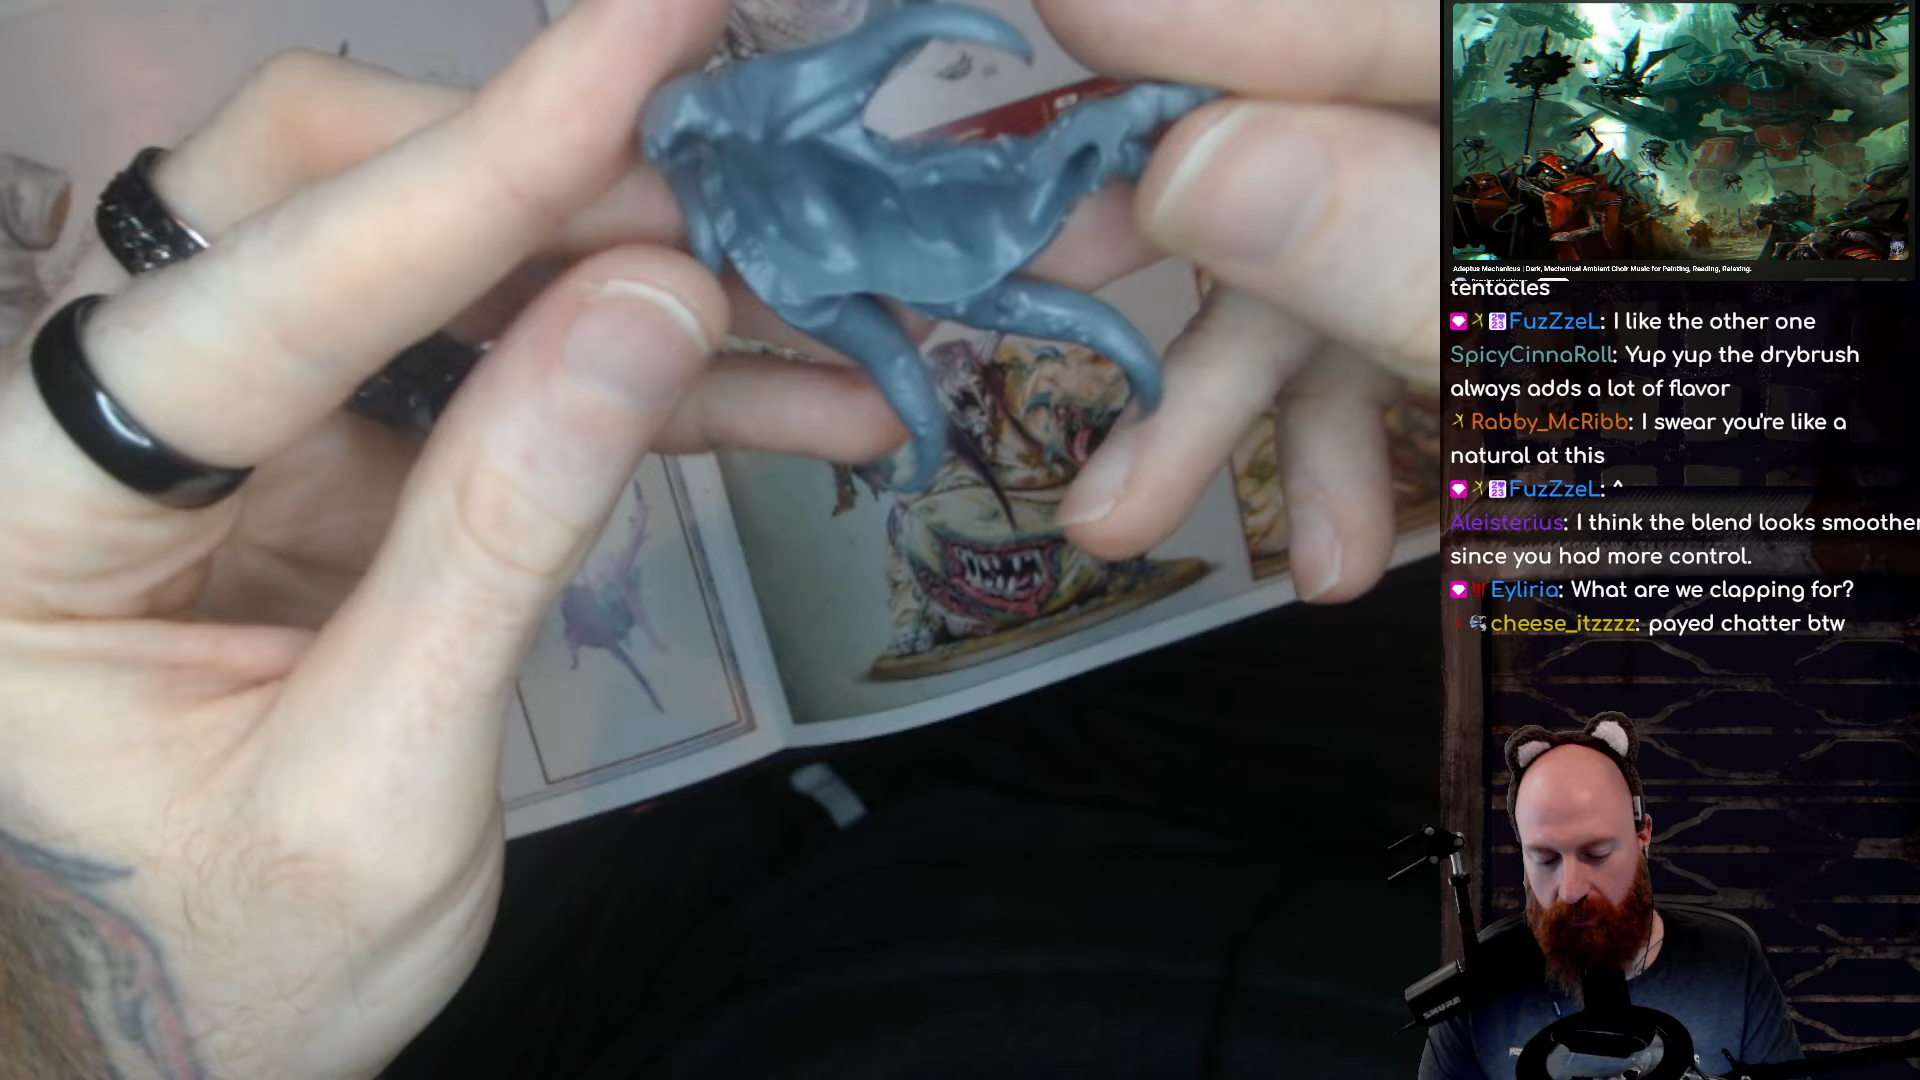 Adeptus Mechanicus | Dark, Mechanical Ambient Choir Music for Painting, Reading, Relaxing.
tentacles
FuzZzeL: I like the other one
SpicyCinnaRoll: Yup yup the drybrush
always adds a lot of flavor
Rabby_McRibb: I swear you're like a
natural at this
FuzZzeL: ^
Aleisterius: I think the blend looks smoother
since you had more control.
Eyliria: What are we clapping for?
cheese_itzzzz: payed chatter btw
SHURE